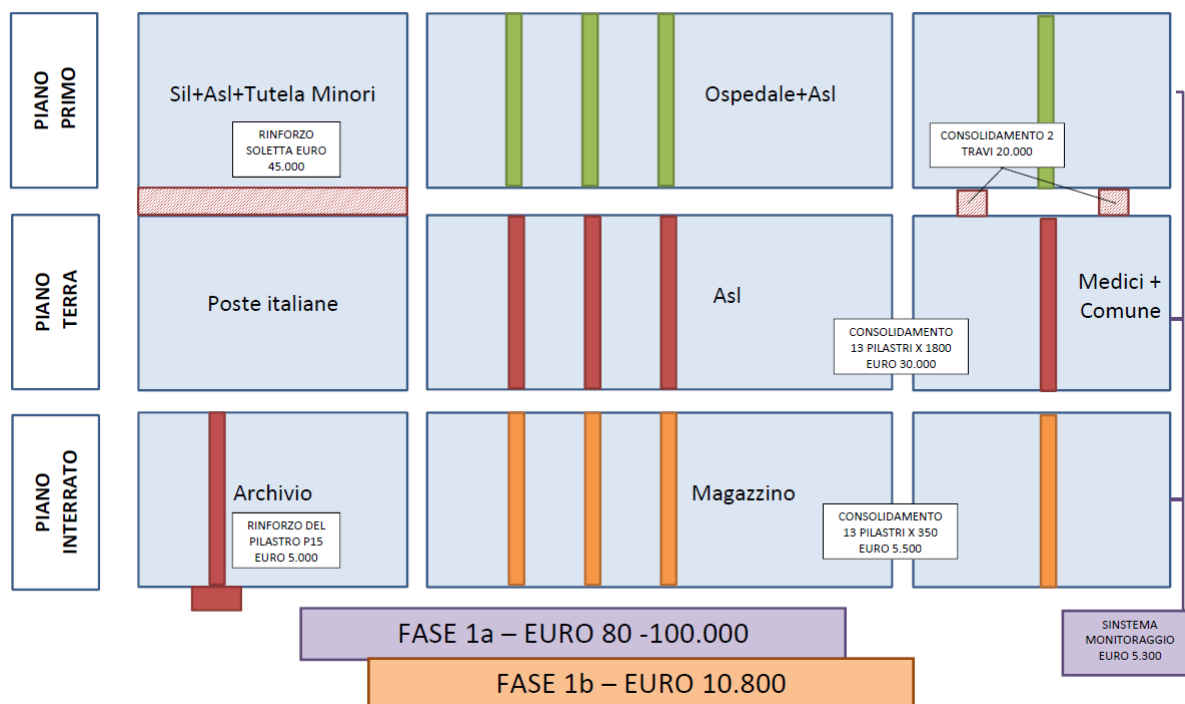 PIANO
PRIMO
Sil+Asl+Tutela Minori
RINFORZO
SOLETTA EURO
45.000
Ospedale+Asl
CONSOLIDAMENTO 2
TRAVI 20.000
PIANO
TERRA
Poste italiane
Asl
Medici +
Comune
CONSOLIDAMENTO
13 PILASTRI X 1800
EURO 30.000
PIANO
INTERRATO
Archivio
RINFORZO DEL
PILASTRO P15
EURO 5.000
Magazzino
CONSOLIDAMENTO
13 PILASTRI X 350
EURO 5.500
FASE 1a – EURO 80 -100.000
SINSTEMA
MONITORAGGIO
EURO 5.300
FASE 1b – EURO 10.800